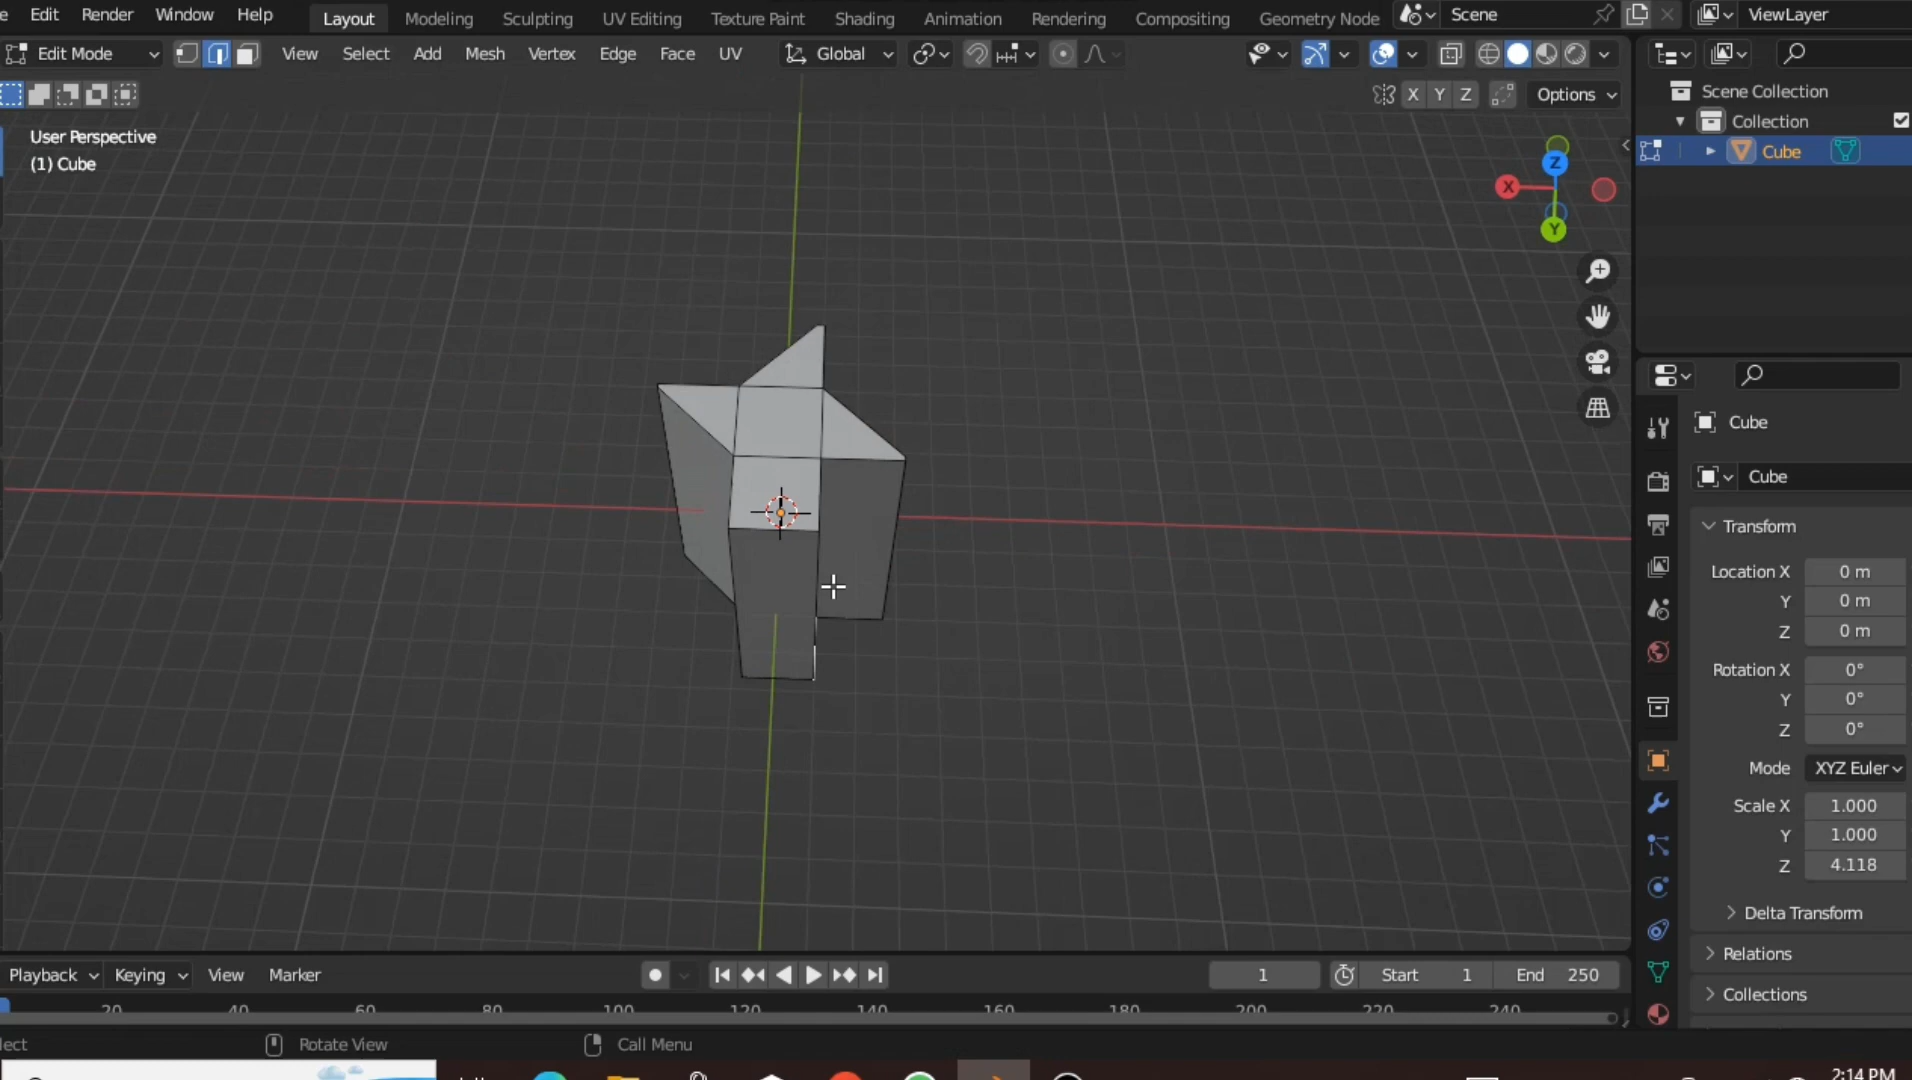 Edit Render Window Help Layout Modeling Sculpting UV Editing Texture Paint Shading Animation Rendering Compositing Geometry Node Scene ViewLayer
Edit Mode View Select Add Mesh Vertex Edge Face UV Global
X Y Z Options
User Perspective
(1) Cube
Z
X
Y
Scene Collection
Collection
Cube
Cube
Cube
Transform
Location X 0 m
Y 0 m
Z 0 m
Rotation X 0°
Y 0°
Z 0°
Mode XYZ Euler
Scale X 1.000
Y 1.000
Z 4.118
Delta Transform
Relations
Collections
Playback Keying View Marker 1 Start 1 End 250
20 40 60 80 100 120 140 160 180 200 220 240
Rotate View Call Menu
2:14 PM